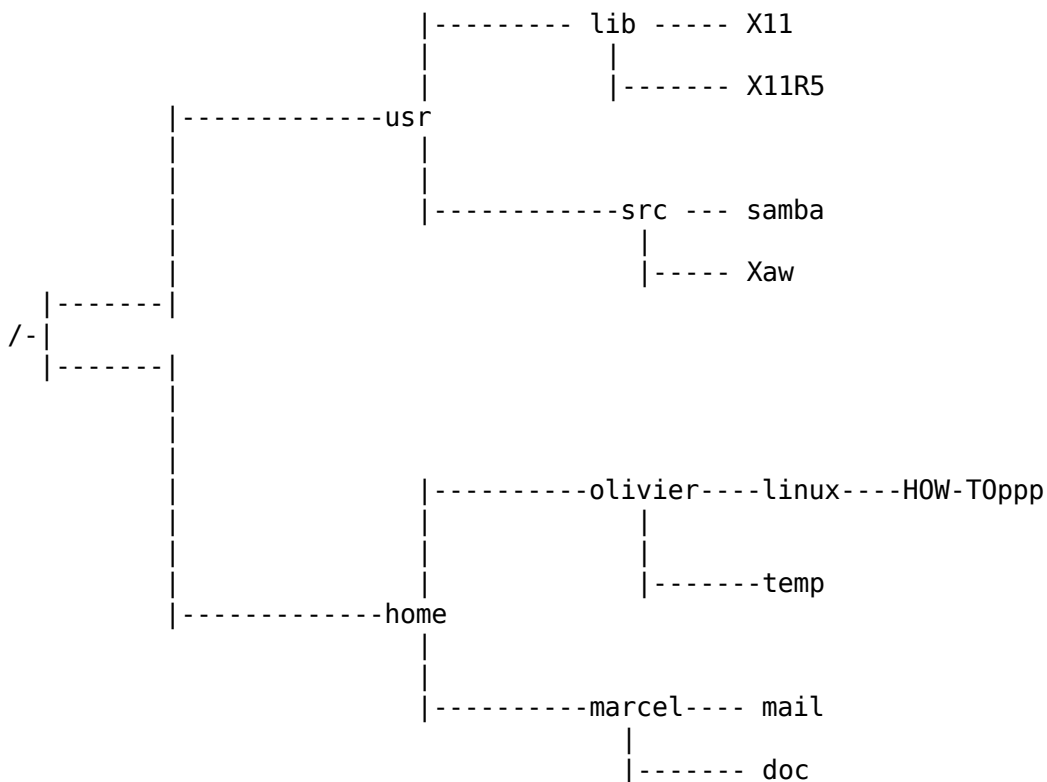 lib X11
X11R5
usr
src samba
Xaw
/
olivier linux HOW-TOppp
temp
home
marcel mail
doc